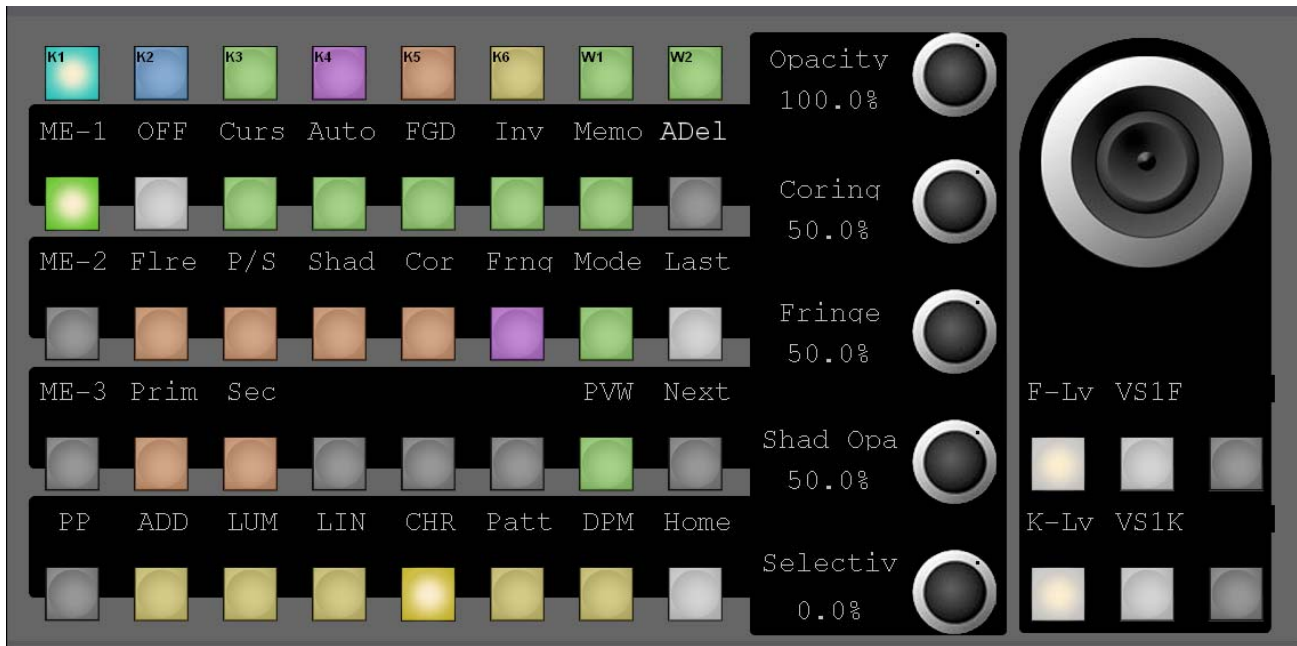 K1 K2 K3 K4 K5 K6 W1 W2
ME-1 OFF Curs Auto FGD Inv Memo ADel
ME-2 Flre P/S Shad Cor Frng Mode Last
ME-3 Prim Sec PVW Next
PP ADD LUM LIN CHR Patt DPM Home
Opacity
100.0%
Coring
50.0%
Fringe
50.0%
Shad Opa
50.0%
Selectiv
0.0%
F-Lv VS1F
K-Lv VS1K